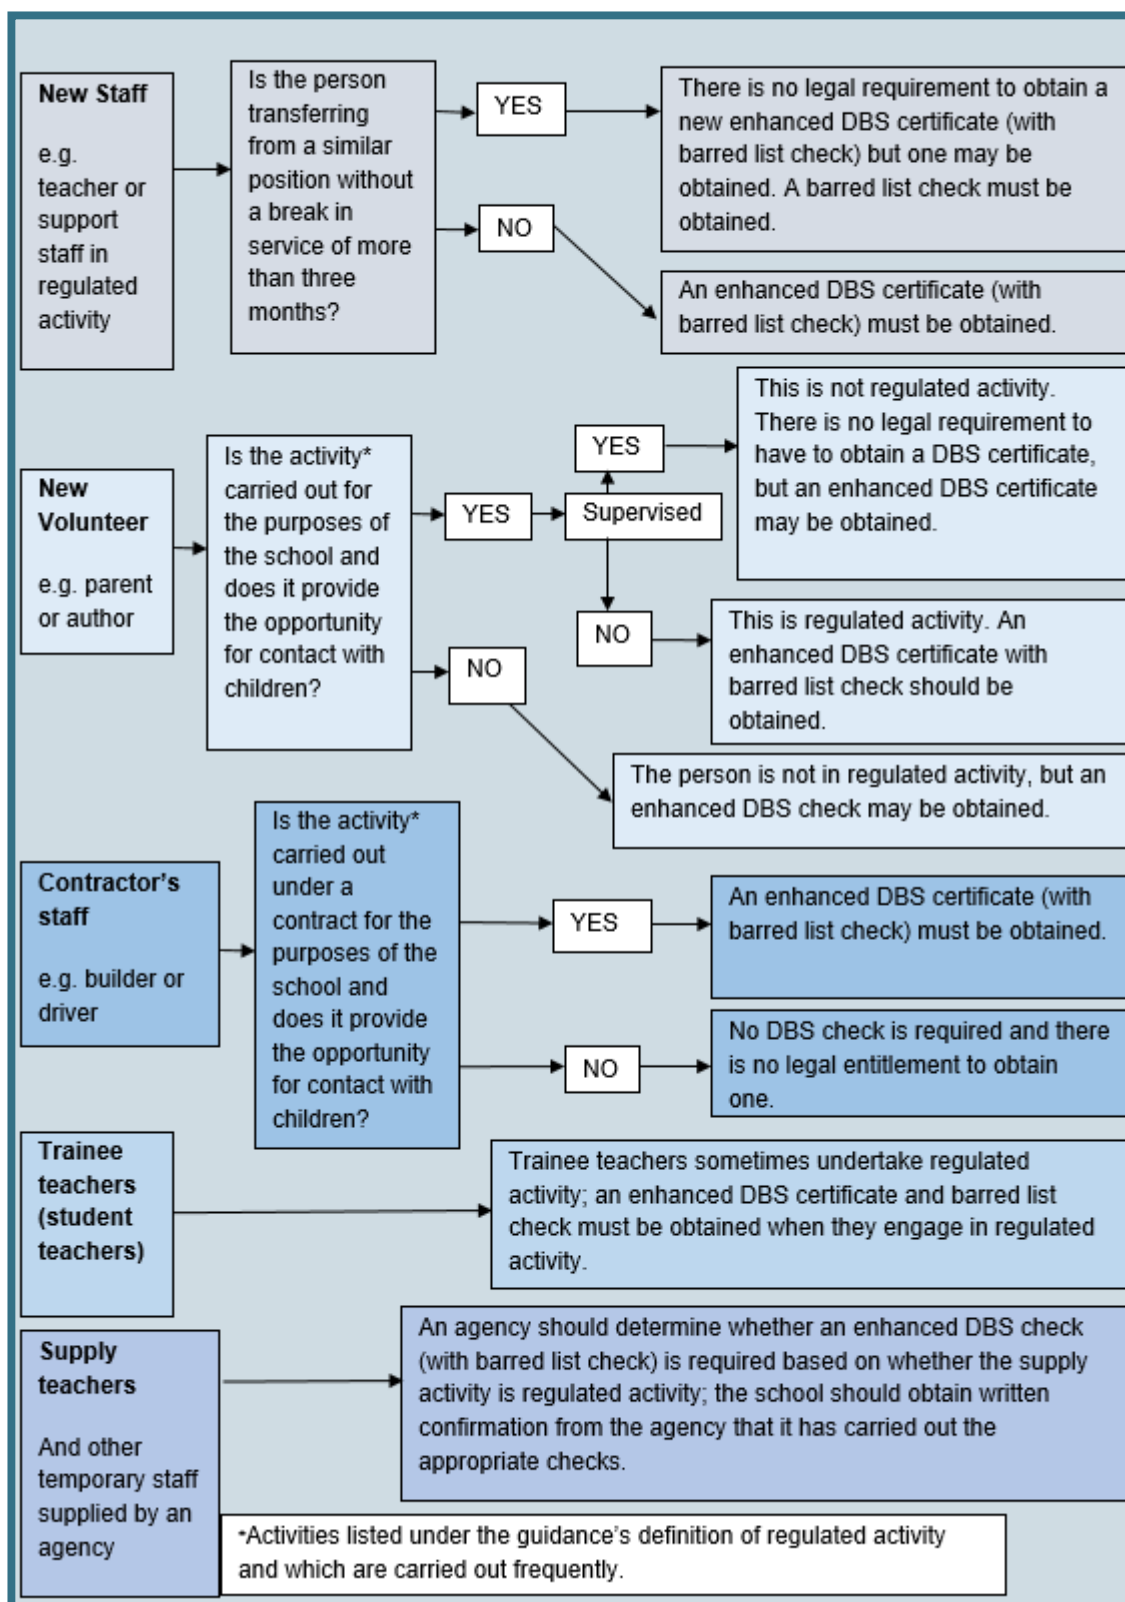 New Staff
e.g.
teacher or
support
staff in
regulated
activity
Is the person
transferring
from a similar
position without
a break in
service of more
than three
months?
YES
There is no legal requirement to obtain a
new enhanced DBS certificate (with
barred list check) but one may be
obtained. A barred list check must be
obtained.
NO
An enhanced DBS certificate (with
barred list check) must be obtained.
New
Volunteer
e.g. parent
or author
Is the activity*
carried out for
the purposes of
the school and
does it provide
the opportunity
for contact with
children?
YES
Supervised
YES
This is not regulated activity.
There is no legal requirement to
have to obtain a DBS certificate,
but an enhanced DBS certificate
may be obtained.
NO
This is regulated activity. An
enhanced DBS certificate with
barred list check should be
obtained.
NO
The person is not in regulated activity, but an
enhanced DBS check may be obtained.
Contractor's
staff
e.g. builder or
driver
Is the activity*
carried out
under a
contract for the
purposes of the
school and
does it provide
the opportunity
for contact with
children?
YES
An enhanced DBS certificate (with
barred list check) must be obtained.
NO
No DBS check is required and there
is no legal entitlement to obtain
one.
Trainee
teachers
(student
teachers)
Trainee teachers sometimes undertake regulated
activity; an enhanced DBS certificate and barred list
check must be obtained when they engage in regulated
activity.
Supply
teachers
And other
temporary staff
supplied by an
agency
An agency should determine whether an enhanced DBS check
(with barred list check) is required based on whether the supply
activity is regulated activity; the school should obtain written
confirmation from the agency that it has carried out the
appropriate checks.
*Activities listed under the guidance's definition of regulated activity
and which are carried out frequently.